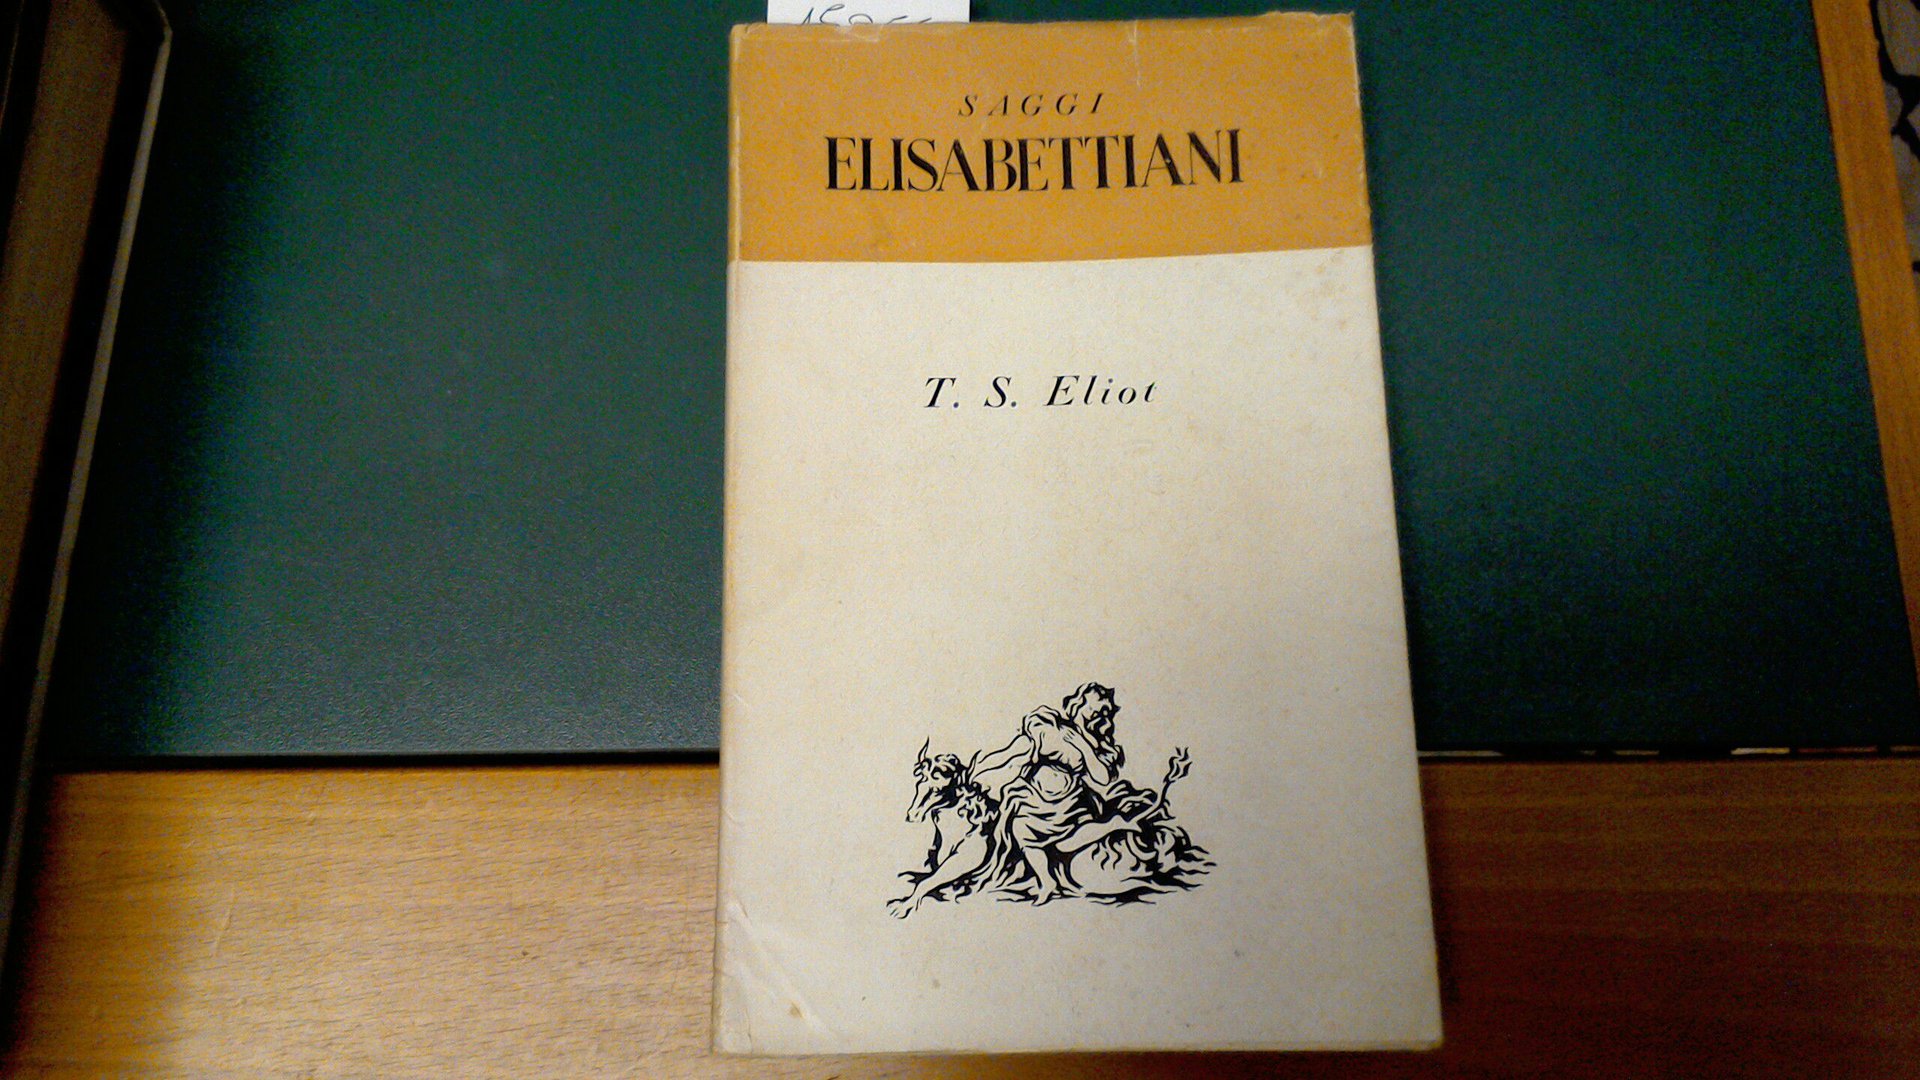 SAGGI
ELISABETTIANI
T. S. Eliot